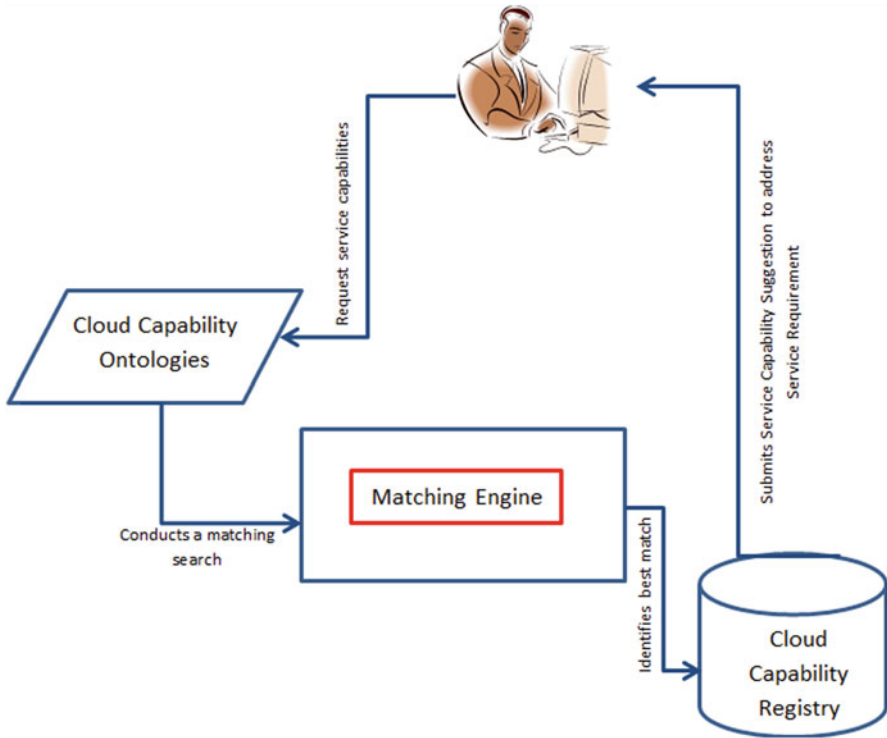 Request service capabilities
Cloud Capability
Ontologies
Conducts a matching
search
Matching Engine
Identifies best match
Cloud
Capability
Registry
Submits Service Capability Suggestion to address
Service Requirement